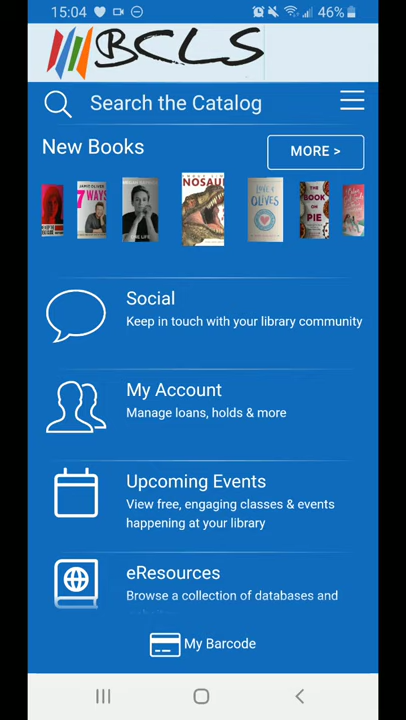 15:04
46%
BCLS
Search the Catalog
New Books
MORE >
7 WAYS
LOVE & OLIVES
THE BOOK ON PIE
Social
Keep in touch with your library community
My Account
Manage loans, holds & more
Upcoming Events
View free, engaging classes & events
happening at your library
eResources
Browse a collection of databases and
My Barcode